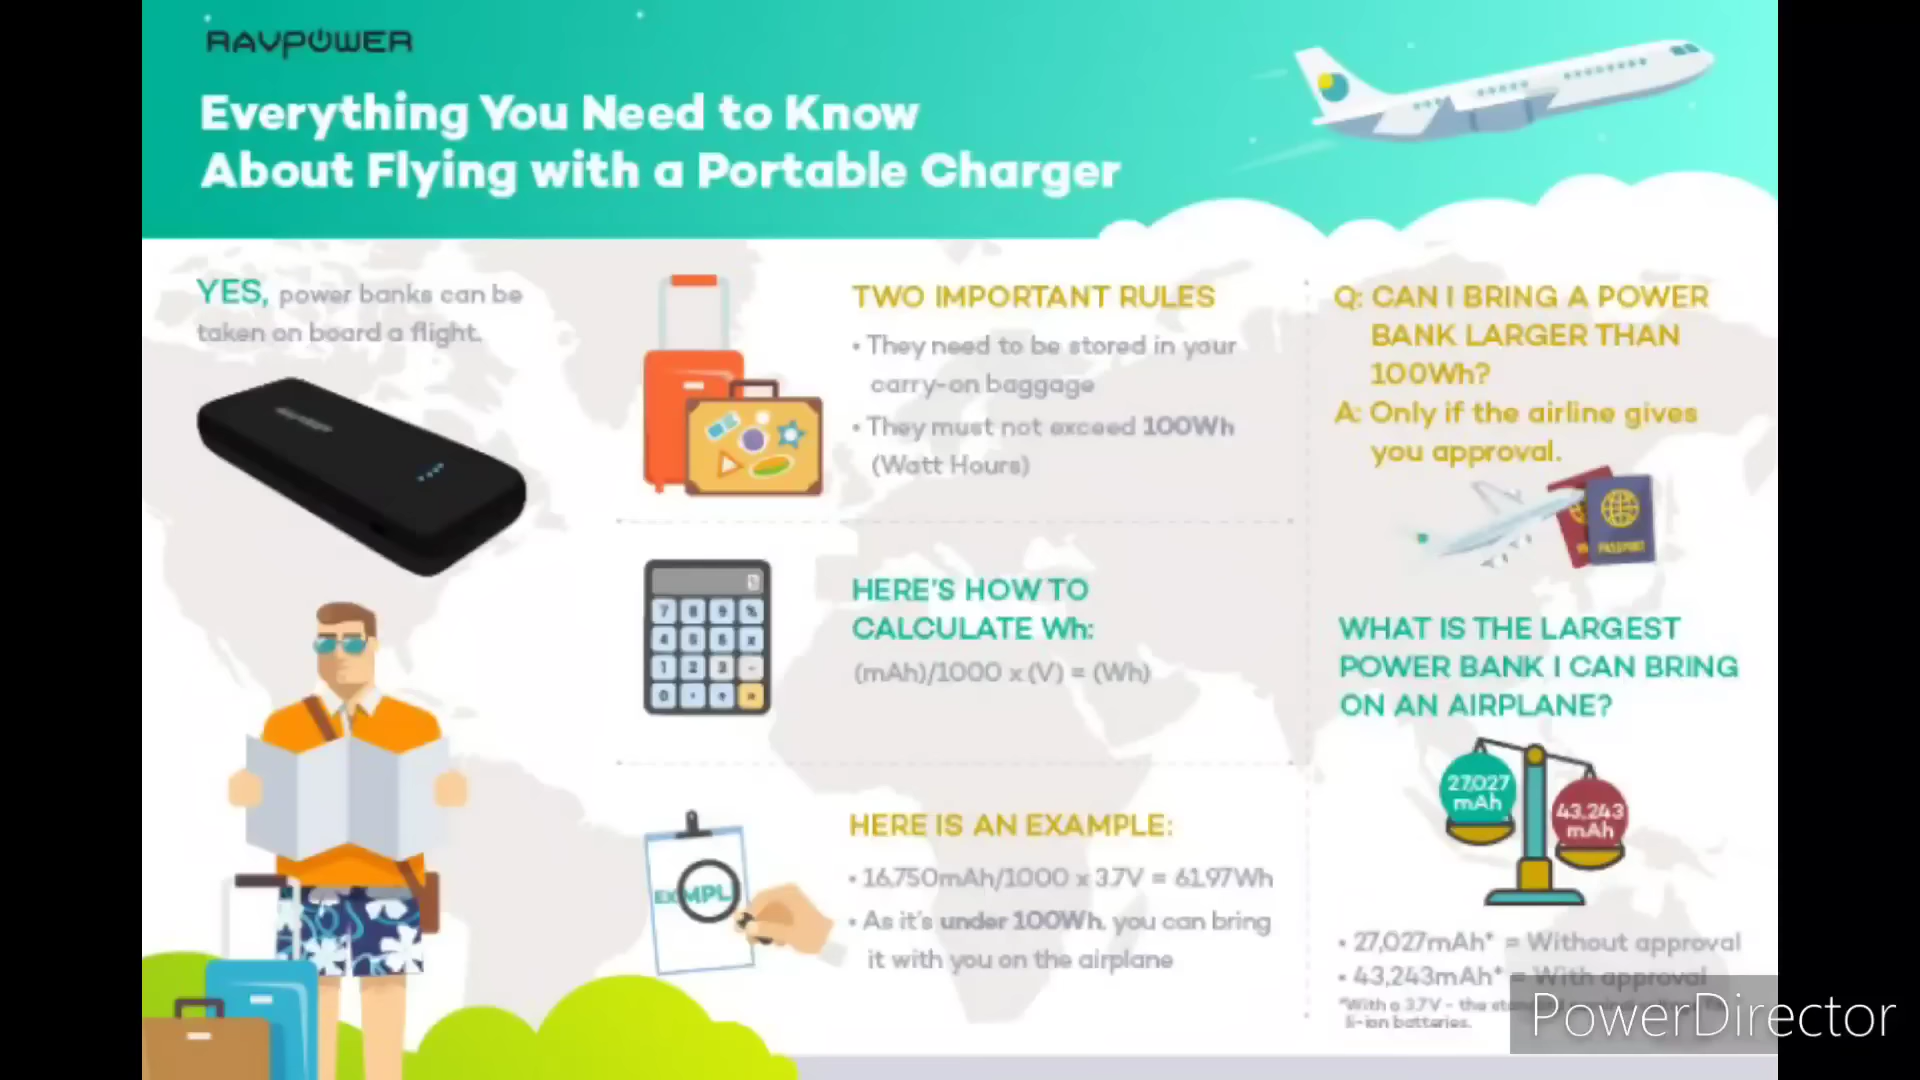 RAVPOWER
Everything You Need to Know
About Flying with a Portable Charger
YES, power banks can be
taken on board a flight.
TWO IMPORTANT RULES
• They need to be stored in your
carry-on baggage
• They must not exceed 100Wh
(Watt Hours)
HERE'S HOW TO
CALCULATE Wh:
(mAh)/1000 x (V) = (Wh)
HERE IS AN EXAMPLE:
• 16,750mAh/1000 x 3.7V = 61.97Wh
• As it's under 100Wh, you can bring
it with you on the airplane
Q: CAN I BRING A POWER
BANK LARGER THAN
100Wh?
A: Only if the airline gives
you approval.
PASSPORT
WHAT IS THE LARGEST
POWER BANK I CAN BRING
ON AN AIRPLANE?
27,027
mAh
43,243
mAh
• 27,027mAh* = Without approval
• 43,243mAh* = With approval
*With a 3.7V - the
li-ion batteries.
PowerDirector